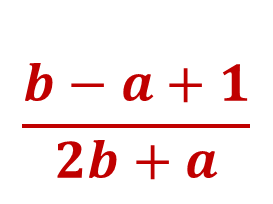 b − a + 1
2b + a